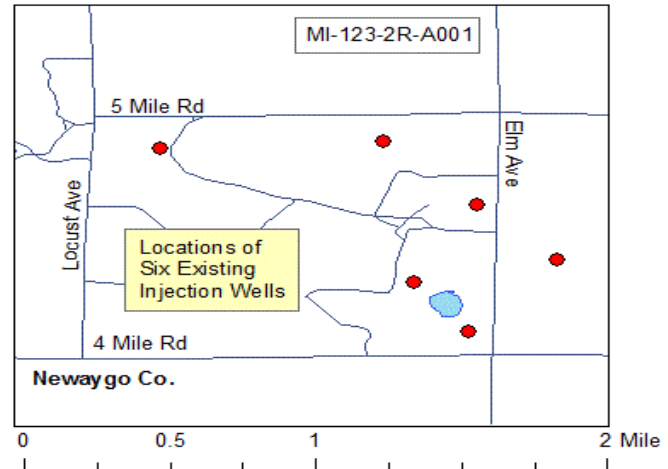 MI-123-2R-A001
5 Mile Rd
Elm Ave
Locust Ave
Locations of
Six Existing
Injection Wells
4 Mile Rd
Newaygo Co.
0 0.5 1 2 Mile